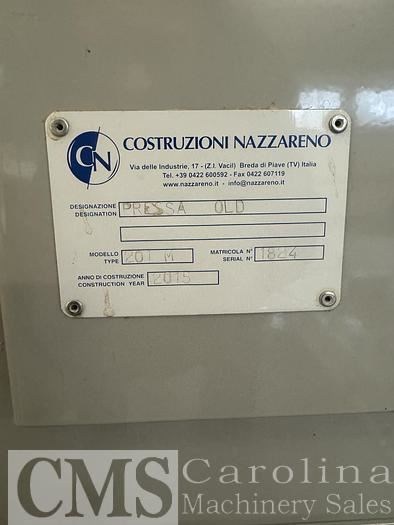 CN COSTRUZIONI NAZZARENO
Via delle Industrie, 17 - (Z.I. Vacil) Breda di Piave (TV) Italia
Tel. +39 0422 600592 - Fax 0422 607119
www.nazzareno.it - info@nazzareno.it
DESIGNAZIONE PRESSA OLD
DESIGNATION
MODELLO 201 M MATRICOLA N° 1824
TYPE SERIAL N°
ANNO DI COSTRUZIONE 2015
CONSTRUCTION YEAR
CMS Carolina
Machinery Sales